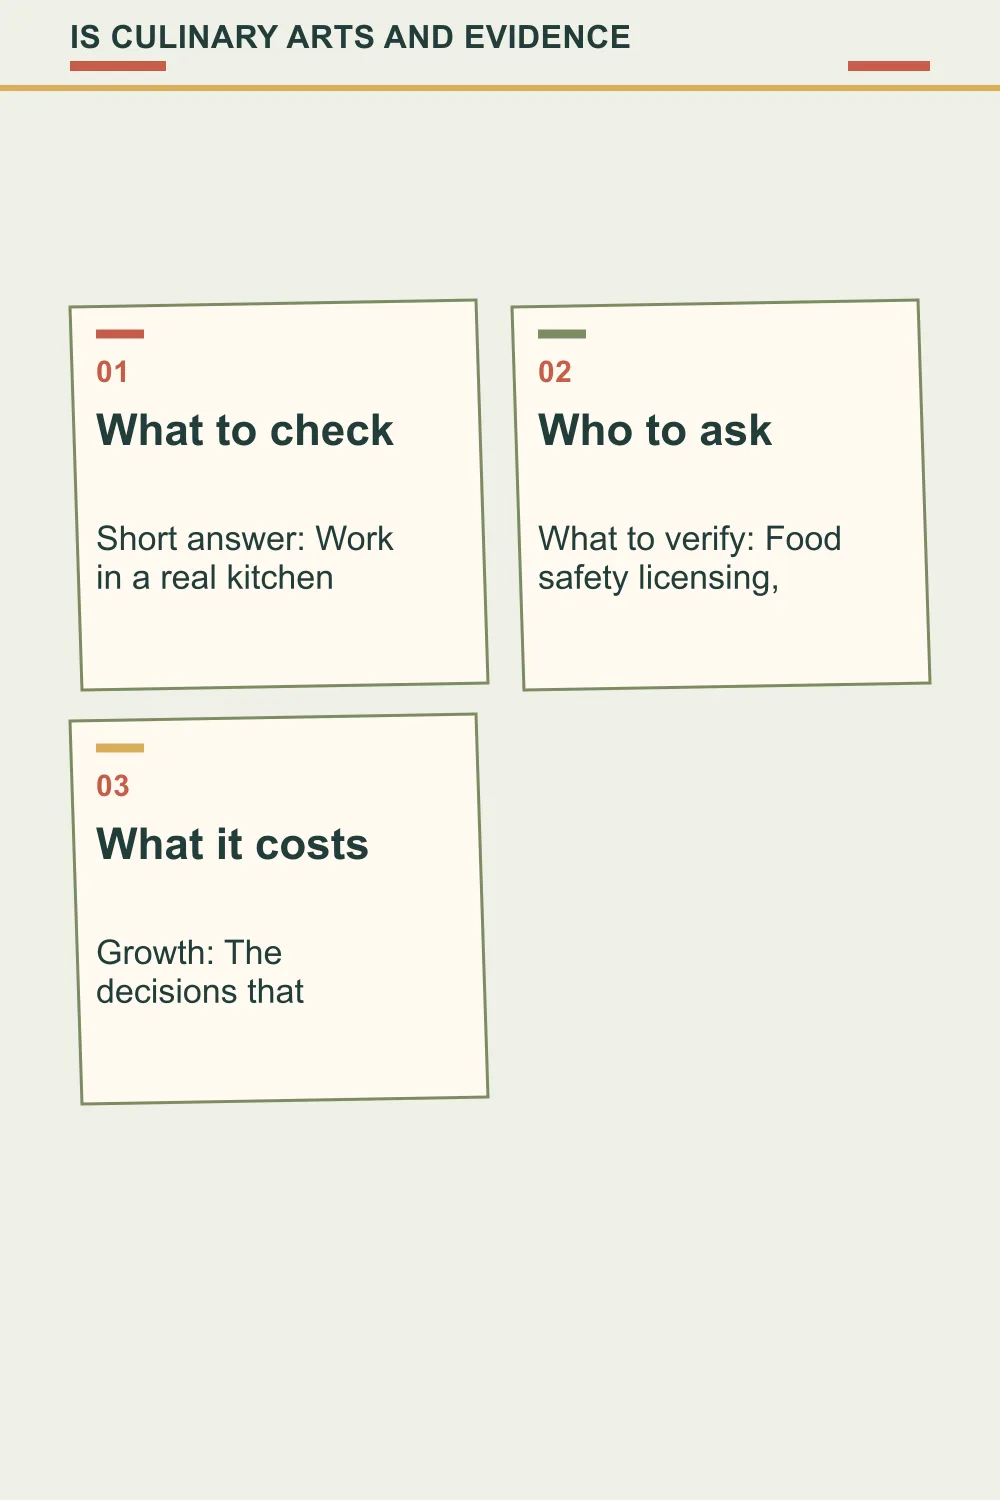 IS CULINARY ARTS AND EVIDENCE
01
What to check
Short answer: Work
in a real kitchen
02
Who to ask
What to verify: Food
safety licensing,
03
What it costs
Growth: The
decisions that